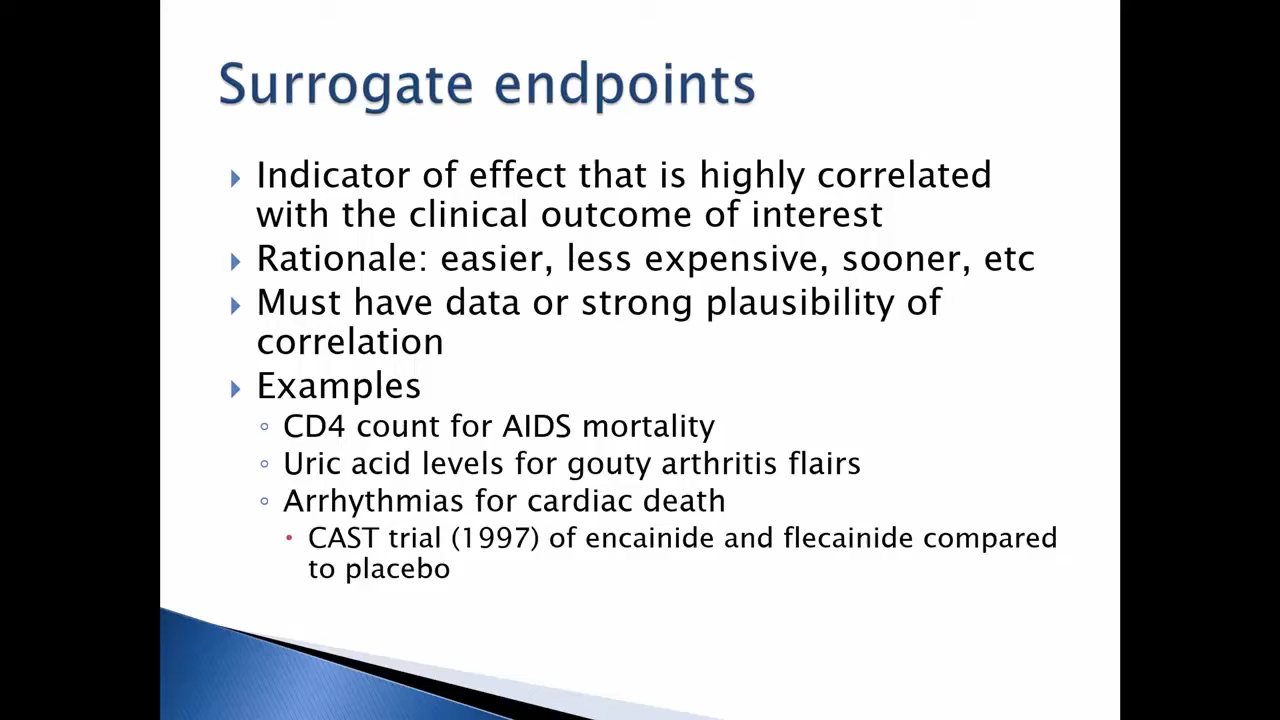 Surrogate endpoints
Indicator of effect that is highly correlated
with the clinical outcome of interest
Rationale: easier, less expensive, sooner, etc
Must have data or strong plausibility of
correlation
Examples
CD4 count for AIDS mortality
Uric acid levels for gouty arthritis flairs
Arrhythmias for cardiac death
CAST trial (1997) of encainide and flecainide compared
to placebo